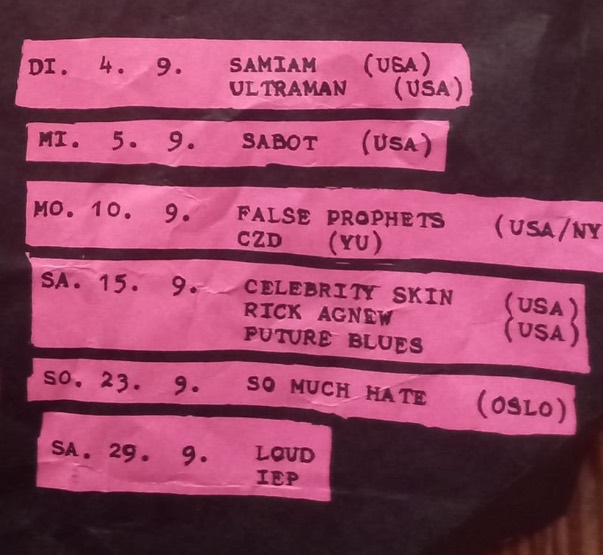 DI. 4. 9. SAMIAM (USA)
ULTRAMAN (USA)
MI. 5. 9. SABOT (USA)
MO. 10. 9. FALSE PROPHETS (USA/NY
CZD (YU)
SA. 15. 9. CELEBRITY SKIN (USA)
RICK AGNEW (USA)
FUTURE BLUES
SO. 23. 9. SO MUCH HATE (OSLO)
SA. 29. 9. LOUD
IEP